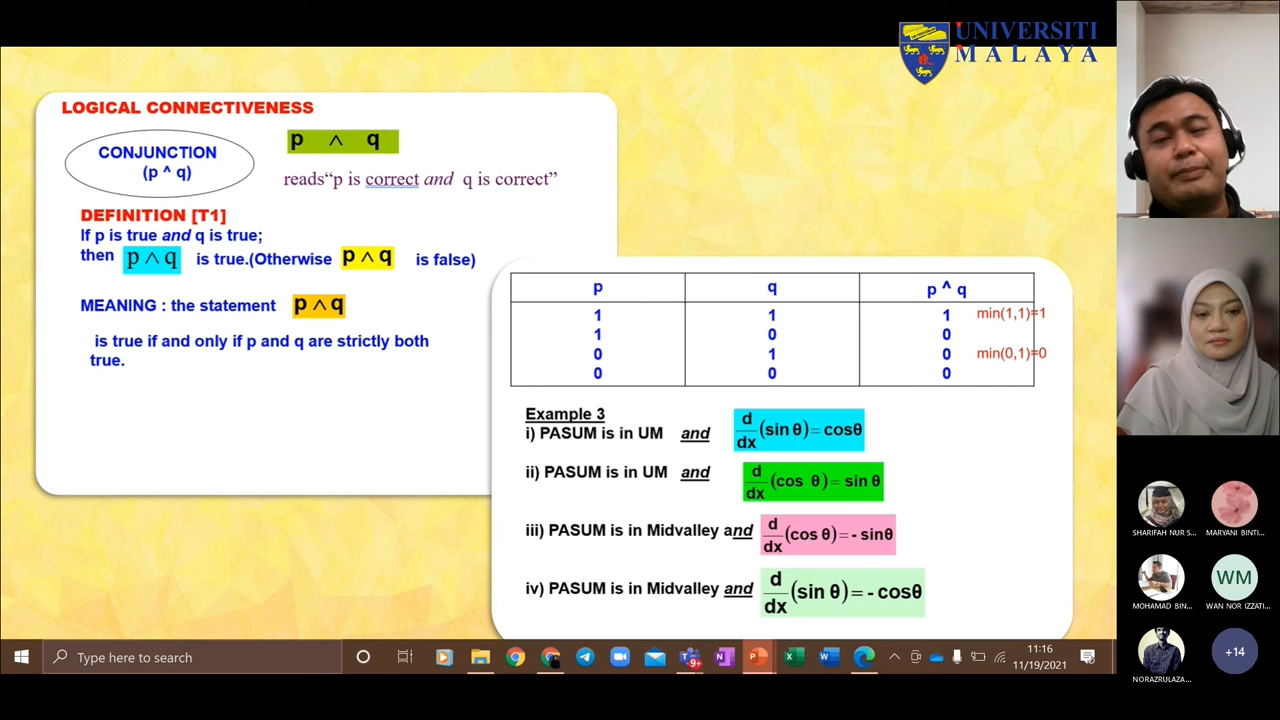 UNIVERSITI
MALAYA
LOGICAL CONNECTIVENESS
CONJUNCTION
(p ^ q)
p ∧ q
reads“p is correct and q is correct”
DEFINITION [T1]
If p is true and q is true;
then p ∧ q is true.(Otherwise p ∧ q is false)
MEANING : the statement p ∧ q
is true if and only if p and q are strictly both
true.
p q p ^ q
1 1 1 min(1,1)=1
1 0 0
0 1 0 min(0,1)=0
0 0 0
Example 3
i) PASUM is in UM and d/dx (sin θ) = cosθ
ii) PASUM is in UM and d/dx (cos θ) = sin θ
iii) PASUM is in Midvalley and d/dx (cos θ) = - sinθ
iv) PASUM is in Midvalley and d/dx (sin θ) = - cosθ
SHARIFAH NUR S...
MARYANI BINTI...
WM
MOHAMAD BIN...
WAN NOR IZZATI...
+14
NORAZRULAZA...
Type here to search
9+
11:16
11/19/2021